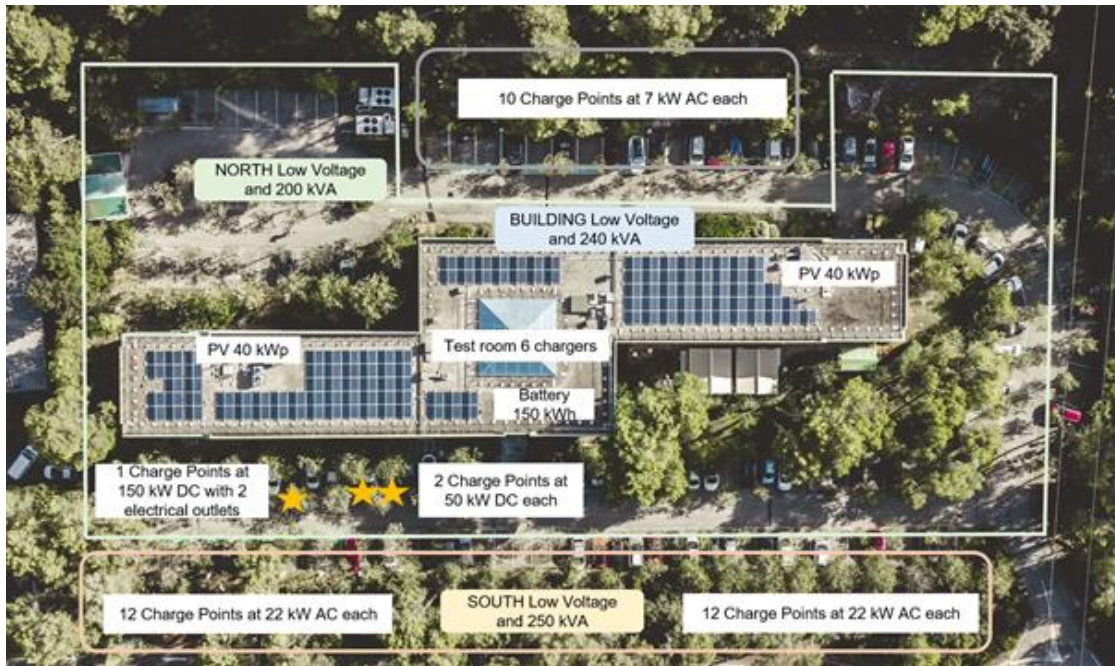 10 Charge Points at 7 kW AC each
NORTH Low Voltage
and 200 kVA
BUILDING Low Voltage
and 240 kVA
PV 40 kWp
PV 40 kWp
Test room 6 chargers
Battery
150 kWh
1 Charge Points at
150 kW DC with 2
electrical outlets
2 Charge Points at
50 kW DC each
12 Charge Points at 22 kW AC each
SOUTH Low Voltage
and 250 kVA
12 Charge Points at 22 kW AC each